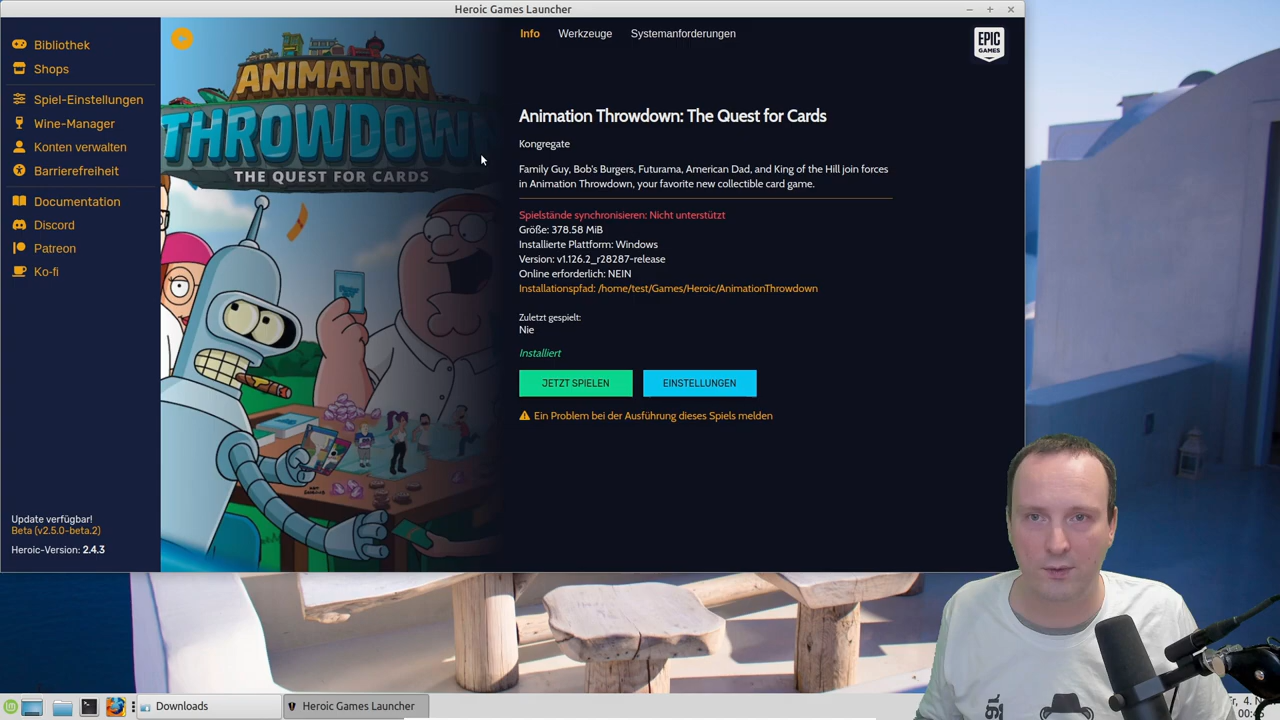 Heroic Games Launcher
Bibliothek
Shops
Spiel-Einstellungen
Wine-Manager
Konten verwalten
Barrierefreiheit
Documentation
Discord
Patreon
Ko-fi
Update verfügbar!
Beta (v2.5.0-beta.2)
Heroic-Version: 2.4.3
ANIMATION
THROWDOWN
THE QUEST FOR CARDS
Info Werkzeuge Systemanforderungen
EPIC
GAMES
Animation Throwdown: The Quest for Cards
Kongregate
Family Guy, Bob's Burgers, Futurama, American Dad, and King of the Hill join forces
in Animation Throwdown, your favorite new collectible card game.
Spielstände synchronisieren: Nicht unterstützt
Größe: 378.58 MiB
Installierte Plattform: Windows
Version: v1.126.2_r28287-release
Online erforderlich: NEIN
Installationspfad: /home/test/Games/Heroic/AnimationThrowdown
Zuletzt gespielt:
Nie
Installiert
JETZT SPIELEN EINSTELLUNGEN
Ein Problem bei der Ausführung dieses Spiels melden
Downloads
Heroic Games Launcher